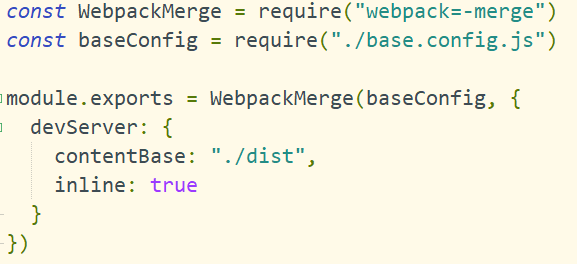 const WebpackMerge = require("webpack=-merge")
const baseConfig = require("./base.config.js")
module.exports = WebpackMerge(baseConfig, {
devServer: {
contentBase: "./dist",
inline: true
}
})